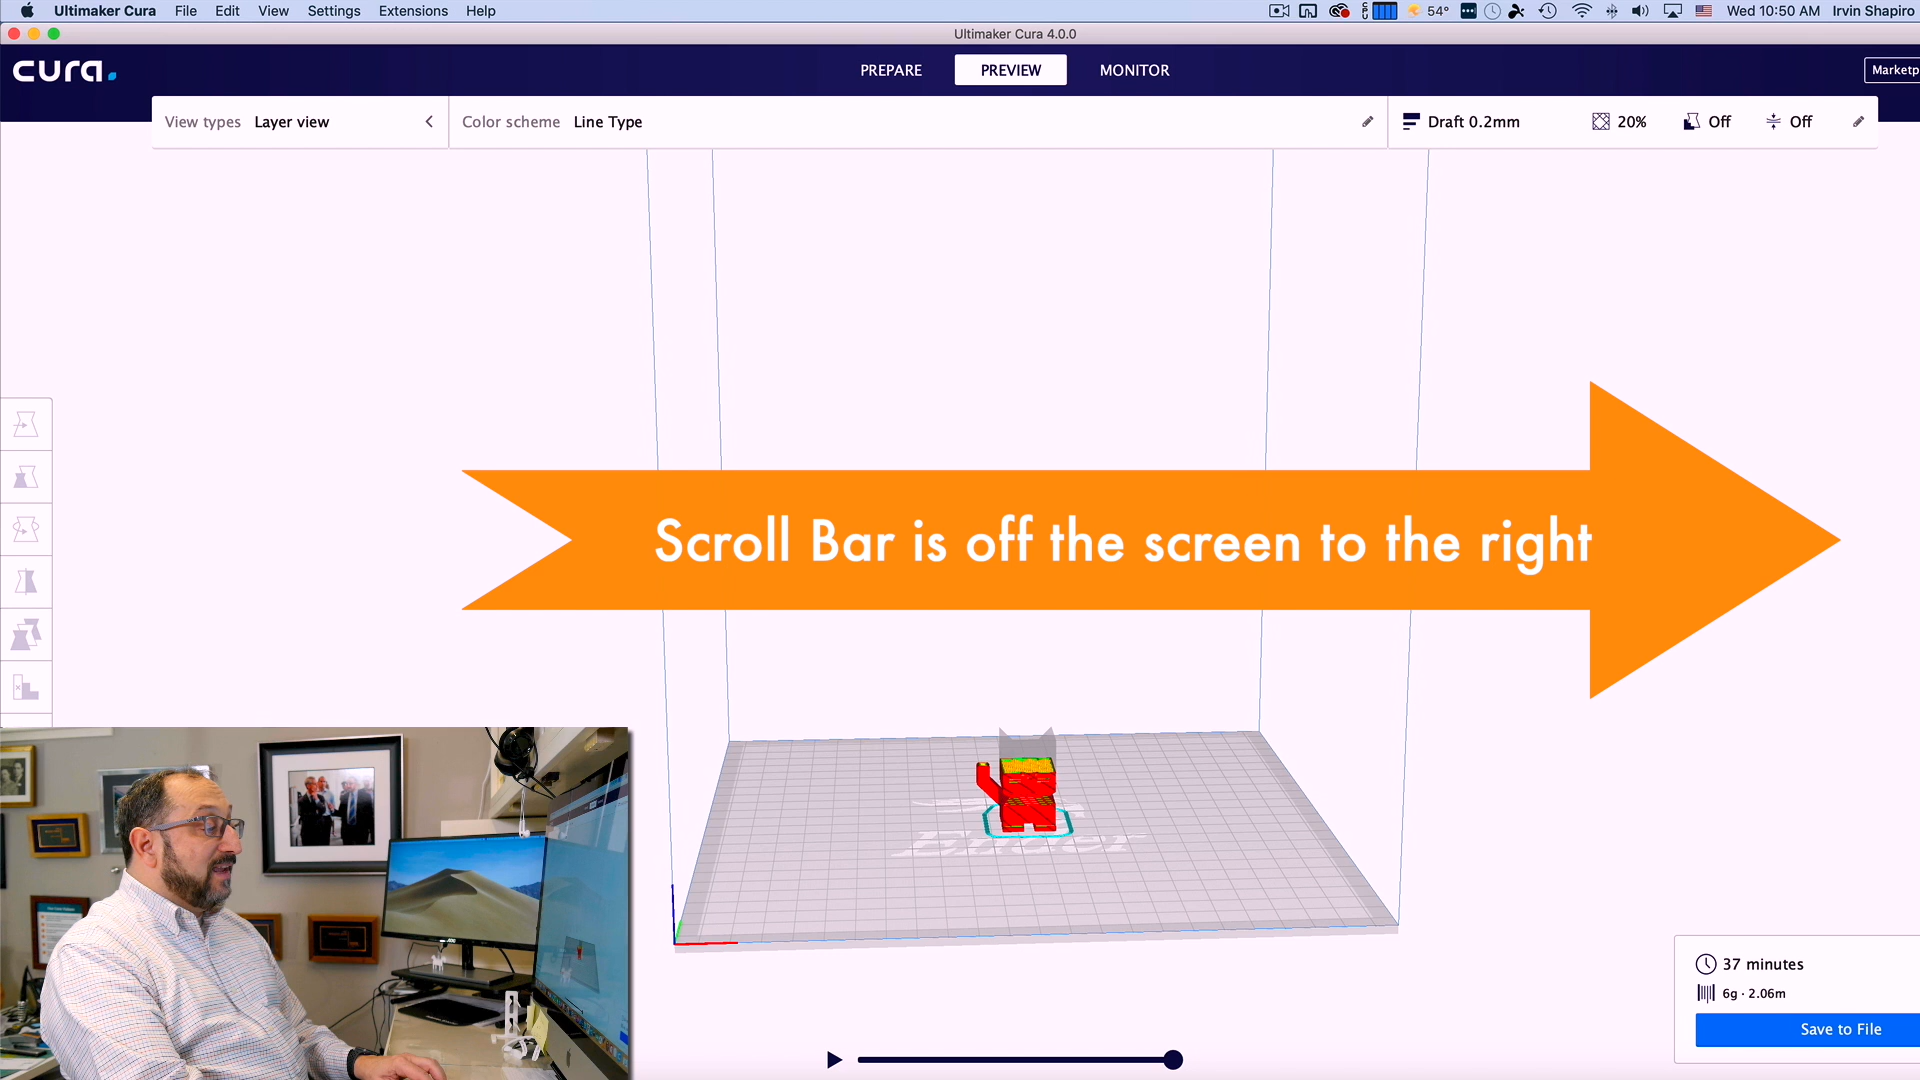 Ultimaker Cura File Edit View Settings Extensions Help 54° Wed 10:50 AM Irvin Shapiro
Ultimaker Cura 4.0.0
cura. PREPARE PREVIEW MONITOR Marketp
View types Layer view Color scheme Line Type Draft 0.2mm 20% Off Off
Scroll Bar is off the screen to the right
37 minutes
6g · 2.06m
Save to File